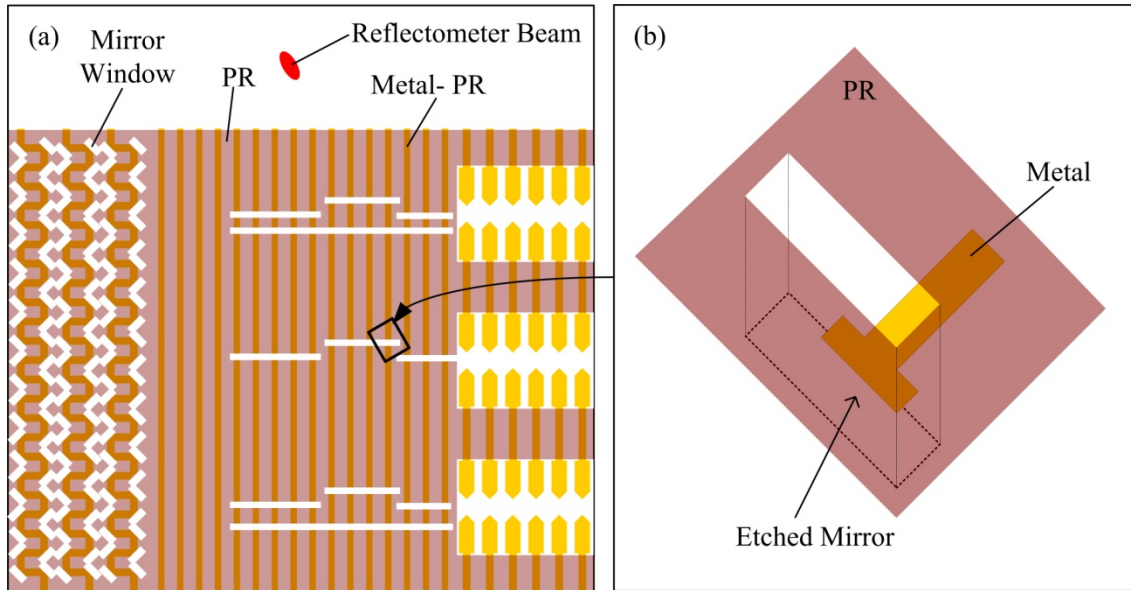 (a)
Mirror
Window
PR
Reflectometer Beam
Metal- PR
(b)
PR
Metal
Etched Mirror